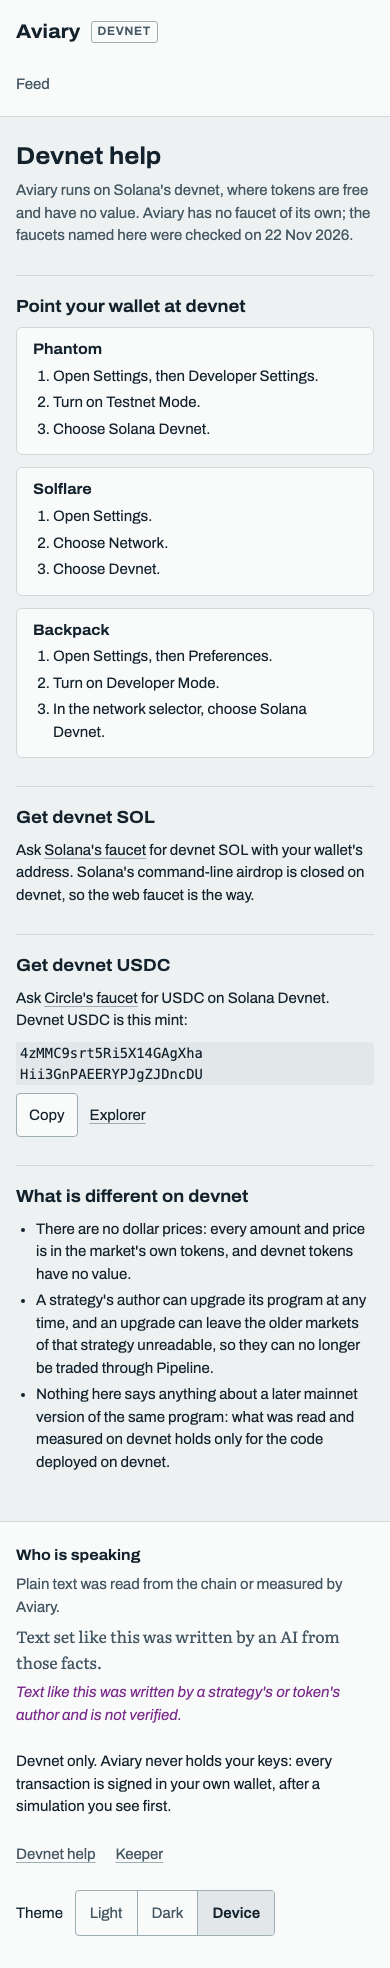 Aviary DEVNET
Feed
Devnet help
Aviary runs on Solana's devnet, where tokens are free
and have no value. Aviary has no faucet of its own; the
faucets named here were checked on 22 Nov 2026.
Point your wallet at devnet
Phantom
1. Open Settings, then Developer Settings.
2. Turn on Testnet Mode.
3. Choose Solana Devnet.
Solflare
1. Open Settings.
2. Choose Network.
3. Choose Devnet.
Backpack
1. Open Settings, then Preferences.
2. Turn on Developer Mode.
3. In the network selector, choose Solana
Devnet.
Get devnet SOL
Ask Solana's faucet for devnet SOL with your wallet's
address. Solana's command-line airdrop is closed on
devnet, so the web faucet is the way.
Get devnet USDC
Ask Circle's faucet for USDC on Solana Devnet.
Devnet USDC is this mint:
4zMMC9srt5Ri5X14GAgXha
Hii3GnPAEERYPJgZJDncDU
Copy Explorer
What is different on devnet
• There are no dollar prices: every amount and price
is in the market's own tokens, and devnet tokens
have no value.
• A strategy's author can upgrade its program at any
time, and an upgrade can leave the older markets
of that strategy unreadable, so they can no longer
be traded through Pipeline.
• Nothing here says anything about a later mainnet
version of the same program: what was read and
measured on devnet holds only for the code
deployed on devnet.
Who is speaking
Plain text was read from the chain or measured by
Aviary.
Text set like this was written by an AI from
those facts.
Text like this was written by a strategy's or token's
author and is not verified.
Devnet only. Aviary never holds your keys: every
transaction is signed in your own wallet, after a
simulation you see first.
Devnet help Keeper
Theme Light Dark Device